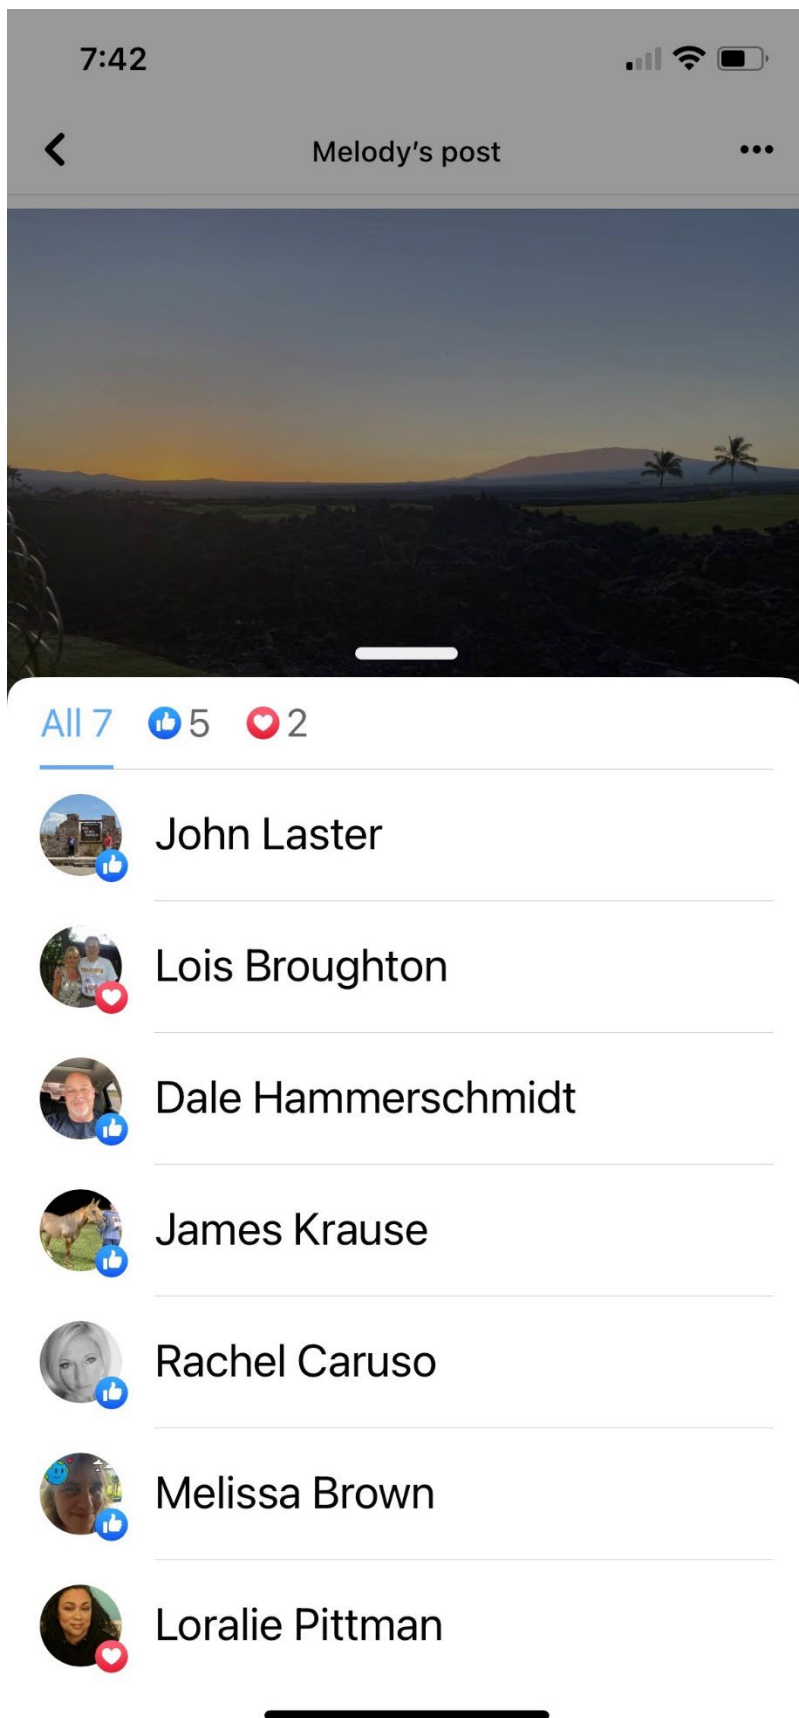 7:42
Melody's post
All 7 5 2
John Laster
Lois Broughton
Dale Hammerschmidt
James Krause
Rachel Caruso
Melissa Brown
Loralie Pittman